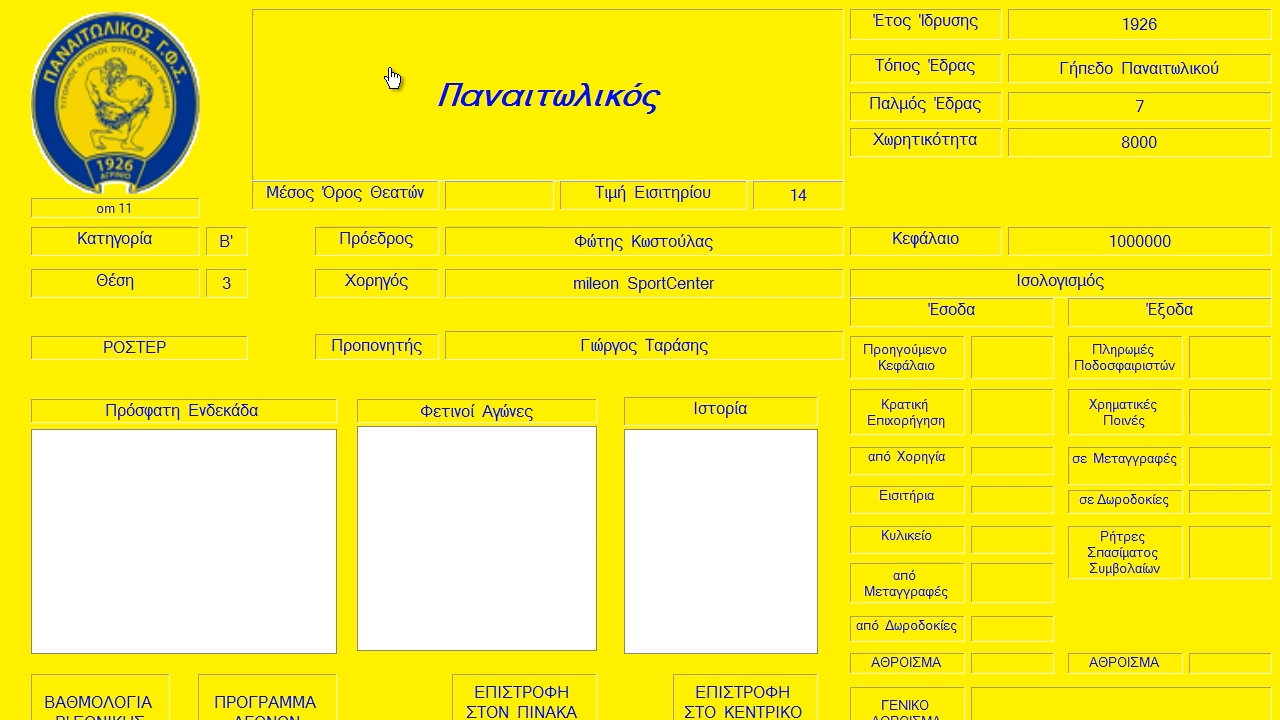 ΠΑΝΑΙΤΩΛΙΚΟΣ Γ.Φ.Σ.
1926
ΑΓΡΙΝΙΟ
om 11
Παναιτωλικός
Μέσος Όρος Θεατών
Τιμή Εισιτηρίου
14
Έτος Ίδρυσης
1926
Τόπος Έδρας
Γήπεδο Παναιτωλικού
Παλμός Έδρας
7
Χωρητικότητα
8000
Κατηγορία
Β'
Πρόεδρος
Φώτης Κωστούλας
Κεφάλαιο
1000000
Θέση
3
Χορηγός
mileon SportCenter
Ισολογισμός
Έσοδα
Έξοδα
ΡΟΣΤΕΡ
Προπονητής
Γιώργος Ταράσης
Προηγούμενο
Κεφάλαιο
Πληρωμές
Ποδοσφαιριστών
Πρόσφατη Ενδεκάδα
Φετινοί Αγώνες
Ιστορία
Κρατική
Επιχορήγηση
Χρηματικές
Ποινές
από Χορηγία
σε Μεταγγραφές
Εισιτήρια
σε Δωροδοκίες
Κυλικείο
Ρήτρες
Σπασίματος
Συμβολαίων
από
Μεταγγραφές
από Δωροδοκίες
ΑΘΡΟΙΣΜΑ
ΑΘΡΟΙΣΜΑ
ΒΑΘΜΟΛΟΓΙΑ
ΠΡΟΓΡΑΜΜΑ
ΑΓΩΝΩΝ
ΕΠΙΣΤΡΟΦΗ
ΣΤΟΝ ΠΙΝΑΚΑ
ΕΠΙΣΤΡΟΦΗ
ΣΤΟ ΚΕΝΤΡΙΚΟ
ΓΕΝΙΚΟ
ΑΘΡΟΙΣΜΑ